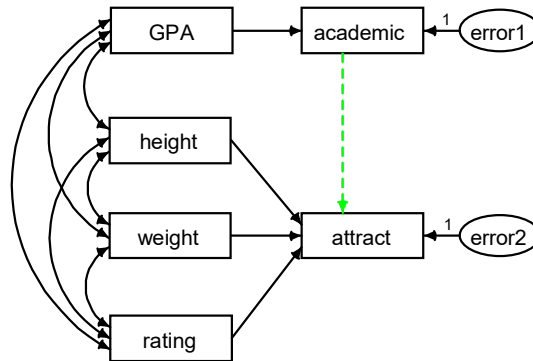 GPA
academic
1
error1
height
weight
attract
1
error2
rating